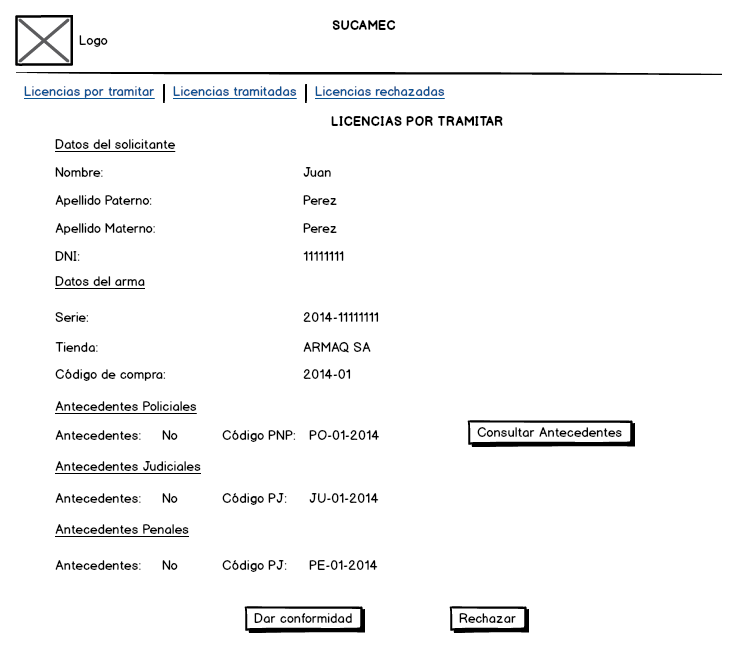 SUCAMEC
Logo
Licencias por tramitar Licencias tramitadas Licencias rechazadas
LICENCIAS POR TRAMITAR
Datos del solicitante
Nombre: Juan
Apellido Paterno: Perez
Apellido Materno: Perez
DNI: 11111111
Datos del arma
Serie: 2014-11111111
Tienda: ARMAQ SA
Código de compra: 2014-01
Antecedentes Policiales
Antecedentes: No Código PNP: PO-01-2014 Consultar Antecedentes
Antecedentes Judiciales
Antecedentes: No Código PJ: JU-01-2014
Antecedentes Penales
Antecedentes: No Código PJ: PE-01-2014
Dar conformidad Rechazar